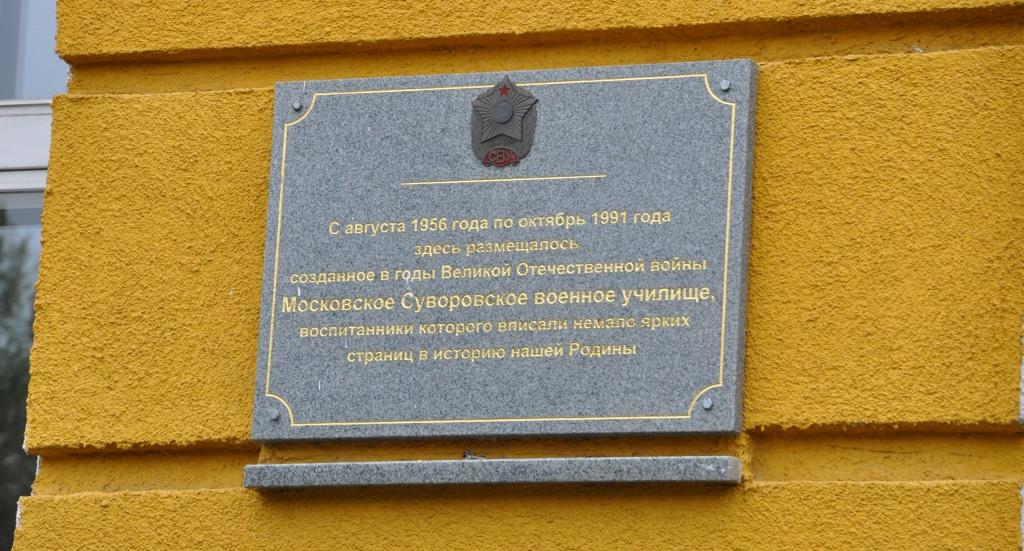 СВУ
С августа 1956 года по октябрь 1991 года
здесь размещалось
созданное в годы Великой Отечественной войны
Московское Суворовское военное училище,
воспитанники которого вписали немало ярких
страниц в историю нашей Родины